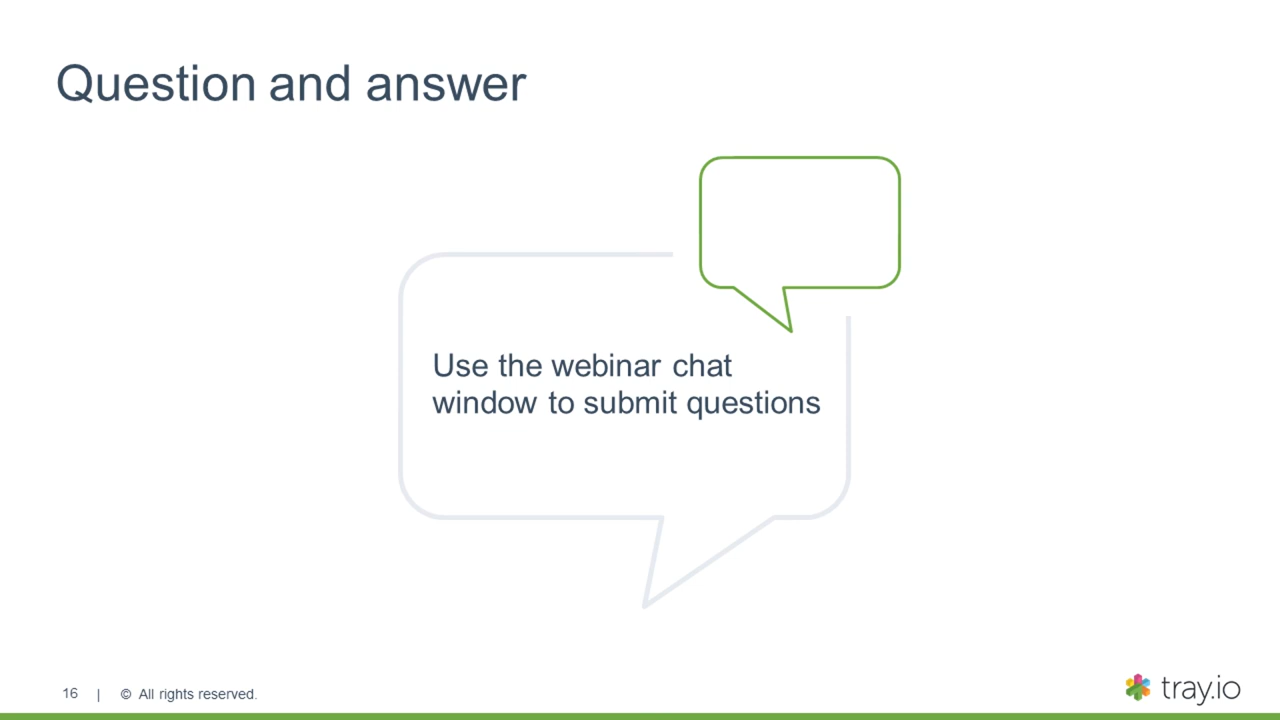 Question and answer
Use the webinar chat
window to submit questions
16 | © All rights reserved.
tray.io